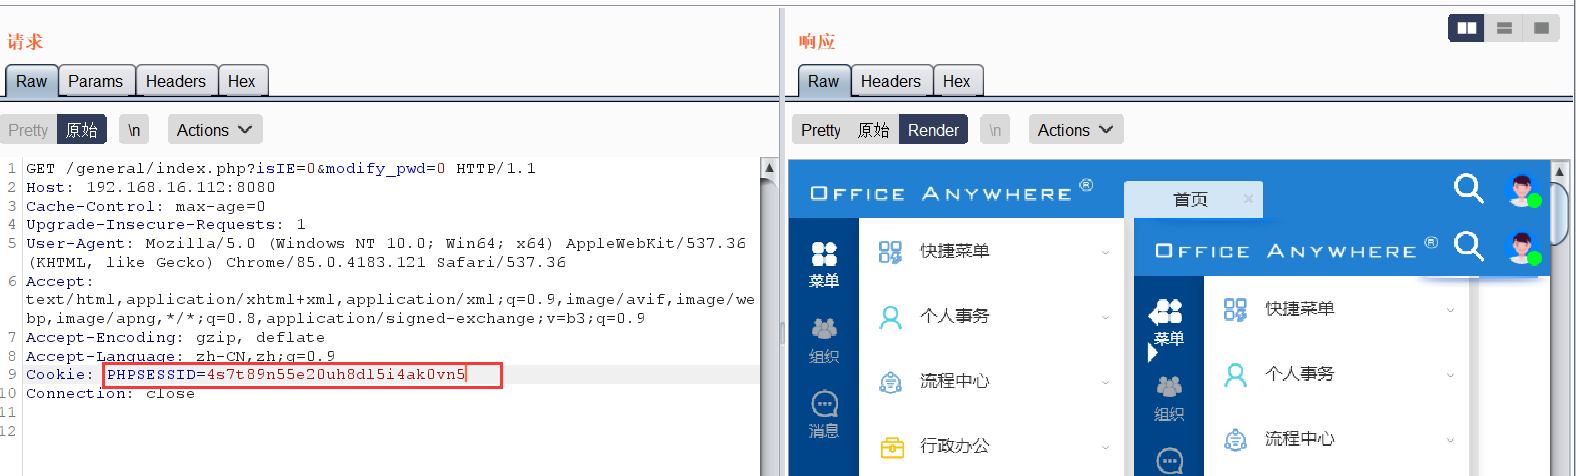 请求
Raw Params Headers Hex
Pretty 原始 \n Actions
1 GET /general/index.php?isIE=0&modify_pwd=0 HTTP/1.1
2 Host: 192.168.16.112:8080
3 Cache-Control: max-age=0
4 Upgrade-Insecure-Requests: 1
5 User-Agent: Mozilla/5.0 (Windows NT 10.0; Win64; x64) AppleWebKit/537.36
(KHTML, like Gecko) Chrome/85.0.4183.121 Safari/537.36
6 Accept:
text/html,application/xhtml+xml,application/xml;q=0.9,image/avif,image/we
bp,image/apng,*/*;q=0.8,application/signed-exchange;v=b3;q=0.9
7 Accept-Encoding: gzip, deflate
8 Accept-Language: zh-CN,zh;q=0.9
9 Cookie: PHPSESSID=4s7t89n55e20uh8dl5i4ak0vn5
10 Connection: close
11
12
响应
Raw Headers Hex
Pretty 原始 Render \n Actions
OFFICE ANYWHERE® 首页 ×
菜单
组织
消息
快捷菜单
个人事务
流程中心
行政办公
OFFICE ANYWHERE®
菜单
组织
快捷菜单
个人事务
流程中心